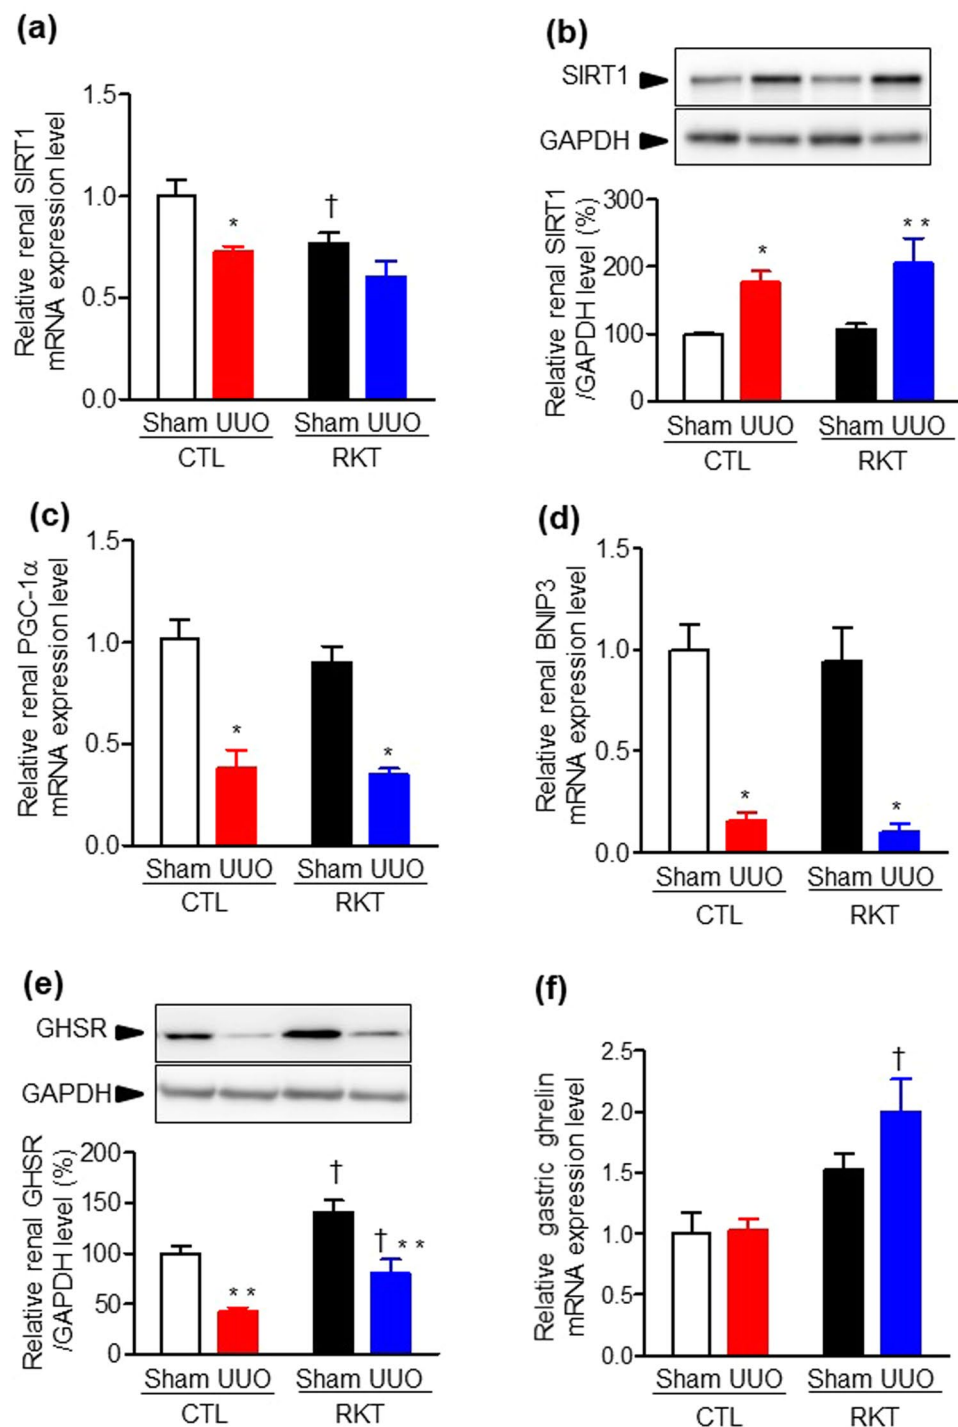 (a)
Relative renal SIRT1
mRNA expression level
1.5
1.0
0.5
0.0
*
†
Sham UUO
Sham UUO
CTL
RKT
(b)
SIRT1
GAPDH
Relative renal SIRT1
/GAPDH level (%)
300
200
100
0
*
**
Sham UUO
Sham UUO
CTL
RKT
(c)
Relative renal PGC-1α
mRNA expression level
1.5
1.0
0.5
0.0
*
*
Sham UUO
Sham UUO
CTL
RKT
(d)
Relative renal BNIP3
mRNA expression level
1.5
1.0
0.5
0.0
*
*
Sham UUO
Sham UUO
CTL
RKT
(e)
GHSR
GAPDH
Relative renal GHSR
/GAPDH level (%)
200
150
100
50
0
**
†
†**
Sham UUO
Sham UUO
CTL
RKT
(f)
Relative gastric ghrelin
mRNA expression level
2.5
2.0
1.5
1.0
0.5
0.0
†
Sham UUO
Sham UUO
CTL
RKT